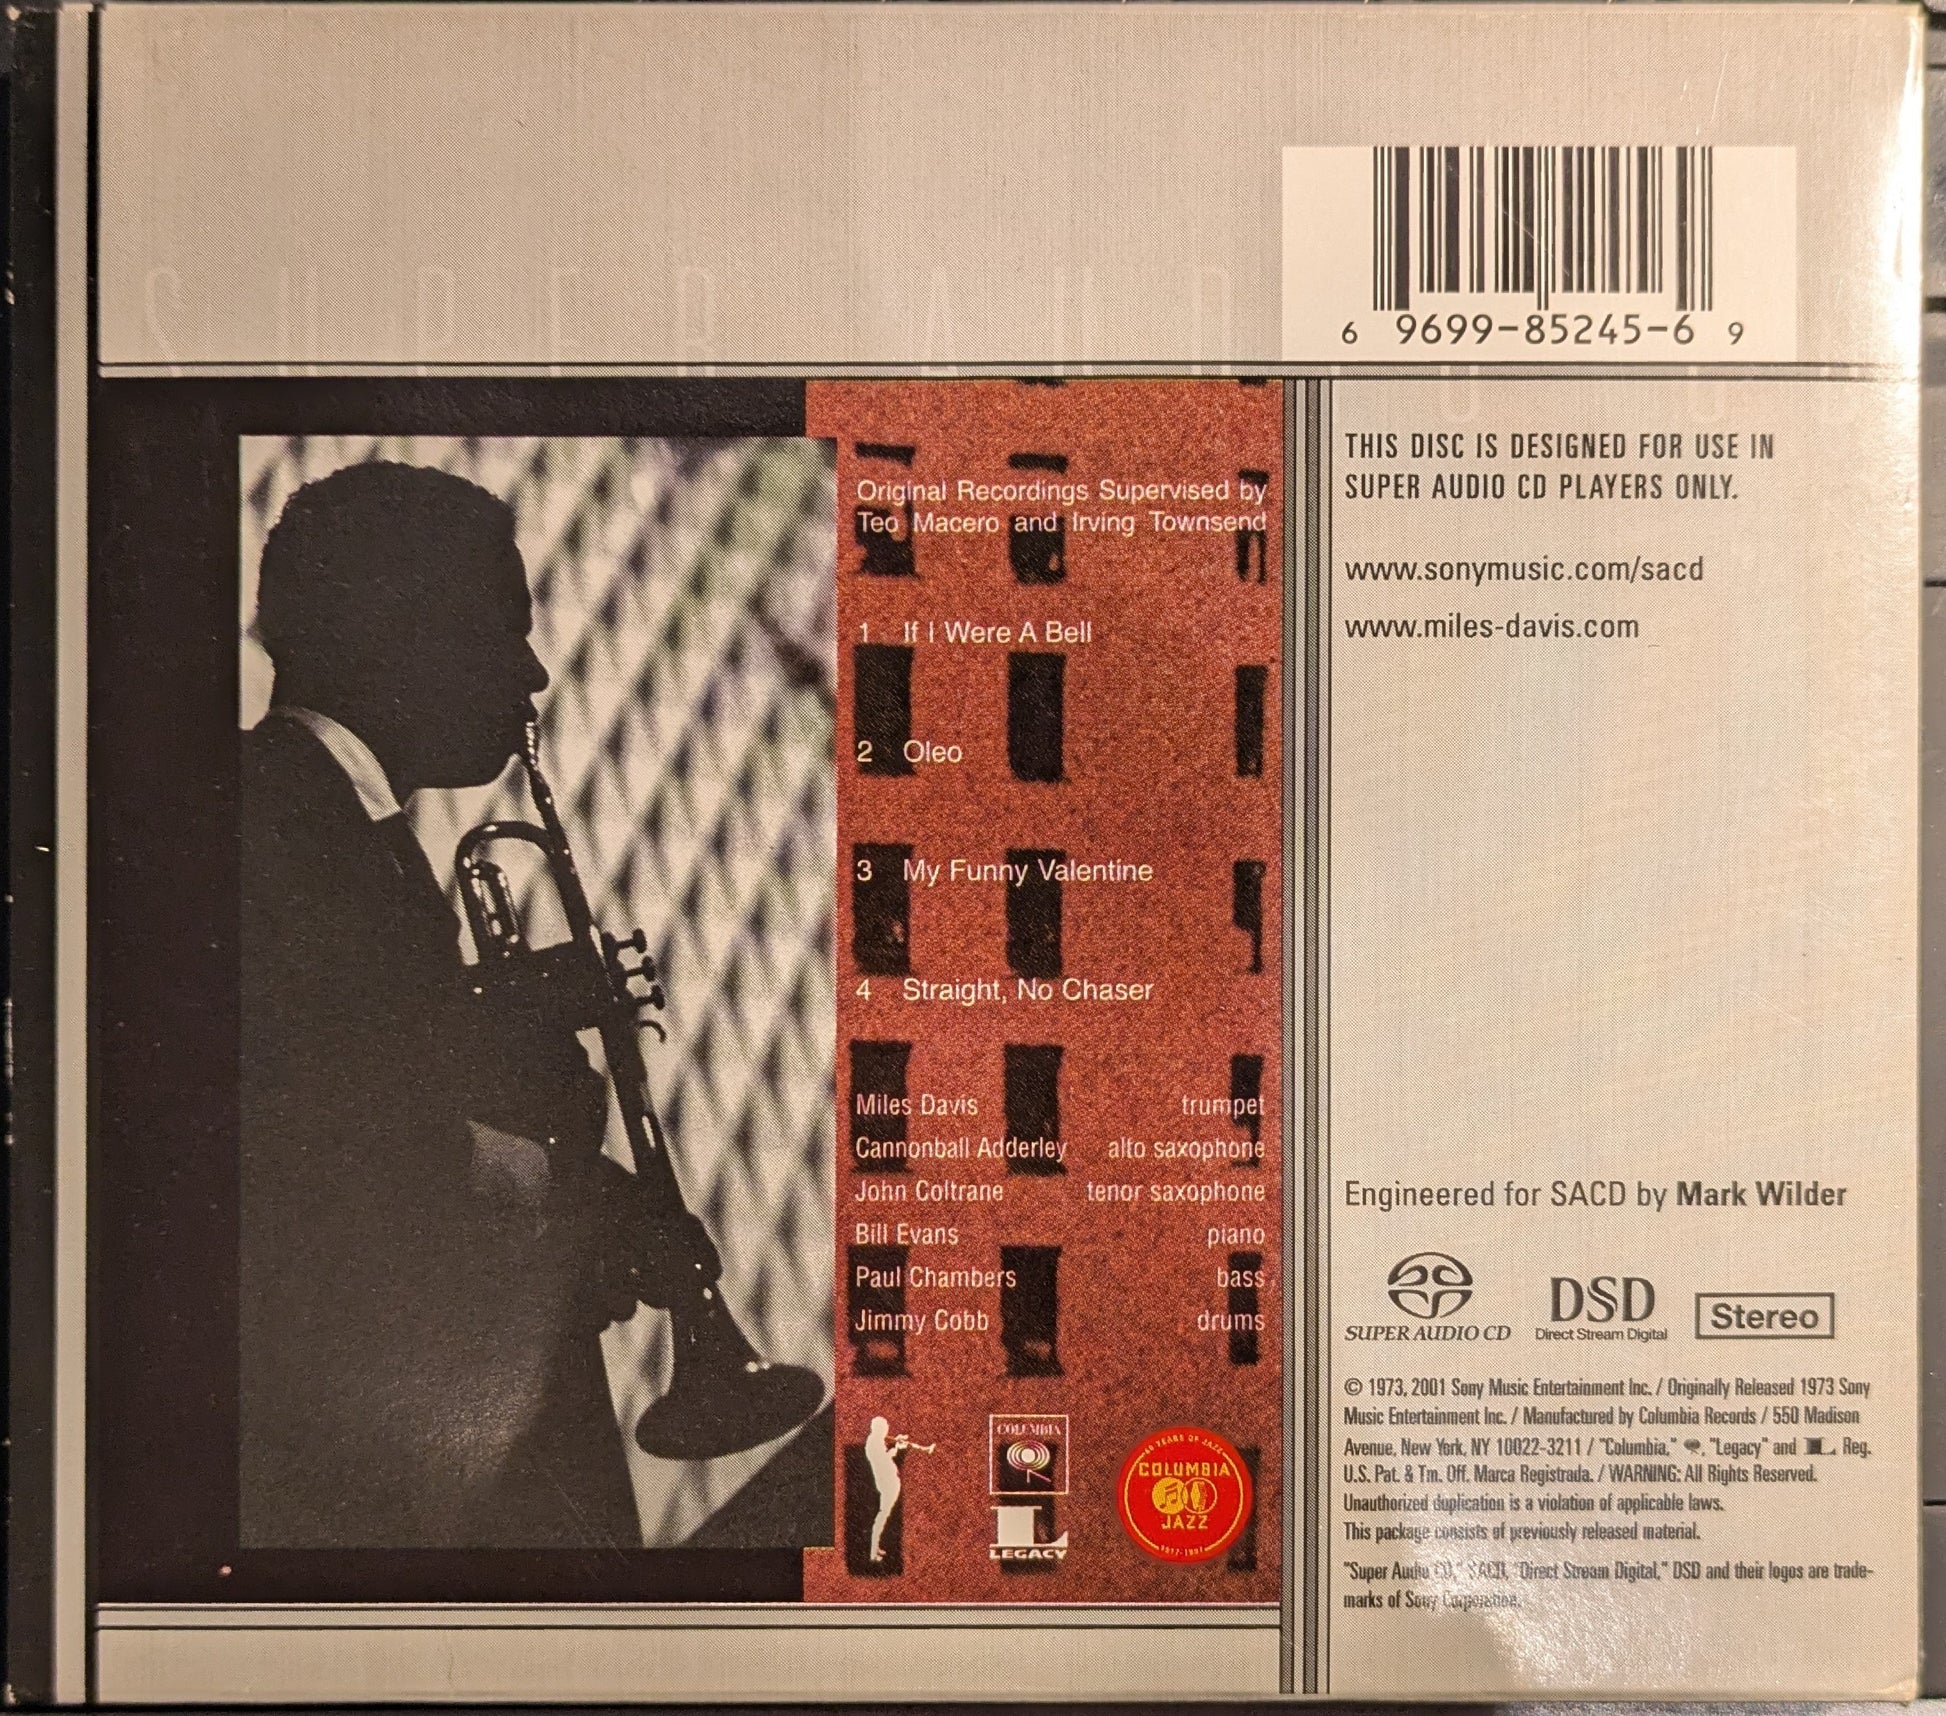 SUPER AUDIO
6 9699-85245-6 9
Original Recordings Supervised by
Teo Macero and Irving Townsend
1 If I Were A Bell
2 Oleo
3 My Funny Valentine
4 Straight, No Chaser
Miles Davis trumpet
Cannonball Adderley alto saxophone
John Coltrane tenor saxophone
Bill Evans piano
Paul Chambers bass
Jimmy Cobb drums
COLUMBIA
LEGACY
YEARS OF JAZZ
COLUMBIA
JAZZ
THIS DISC IS DESIGNED FOR USE IN
SUPER AUDIO CD PLAYERS ONLY.
www.sonymusic.com/sacd
www.miles-davis.com
Engineered for SACD by Mark Wilder
SUPER AUDIO CD
DSD
Direct Stream Digital
Stereo
© 1973, 2001 Sony Music Entertainment Inc. / Originally Released 1973 Sony
Music Entertainment Inc. / Manufactured by Columbia Records / 550 Madison
Avenue, New York, NY 10022-3211 / "Columbia," , "Legacy" and L Reg.
U.S. Pat. & Tm. Off. Marca Registrada. / WARNING: All Rights Reserved.
Unauthorized duplication is a violation of applicable laws.
This package consists of previously released material.
"Super Audio CD," SACD, "Direct Stream Digital," DSD and their logos are trade-
marks of Sony Corporation.